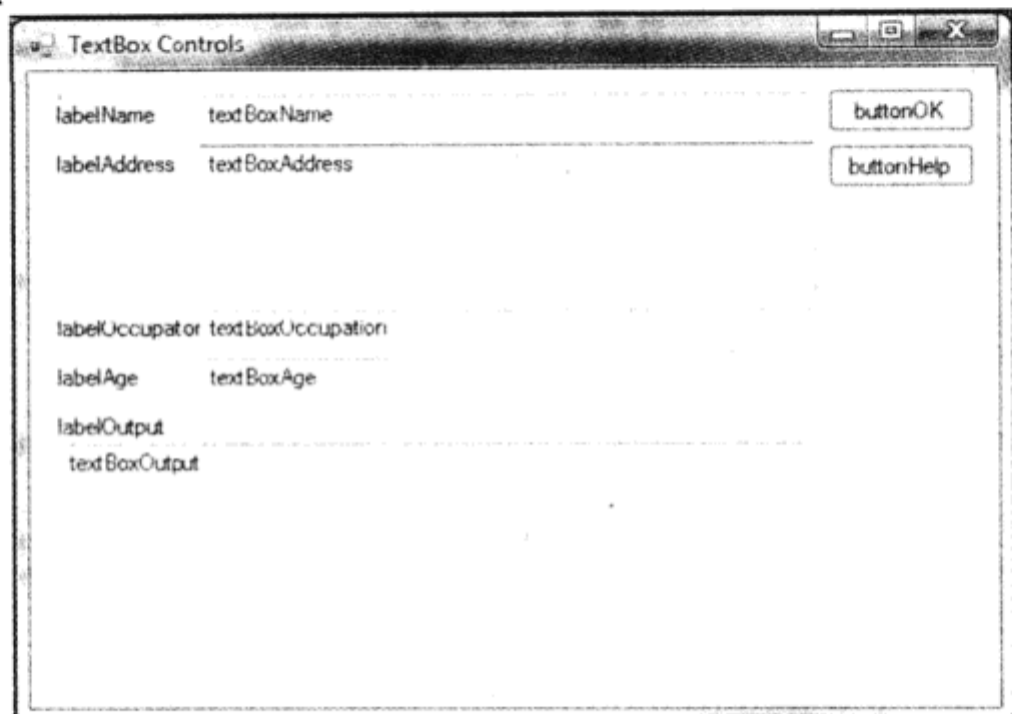 TextBox Controls
labelName textBoxName buttonOK
labelAddress textBoxAddress buttonHelp
labelOccupation textBoxOccupation
labelAge textBoxAge
labelOutput
textBoxOutput